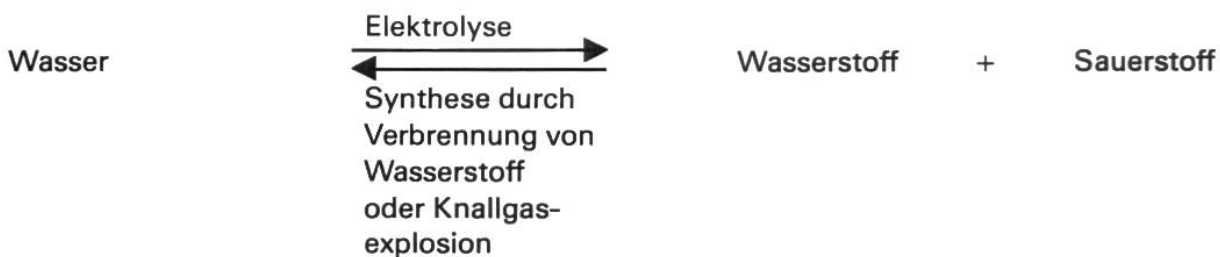 Elektrolyse
Wasser Wasserstoff + Sauerstoff
Synthese durch
Verbrennung von
Wasserstoff
oder Knallgas-
explosion